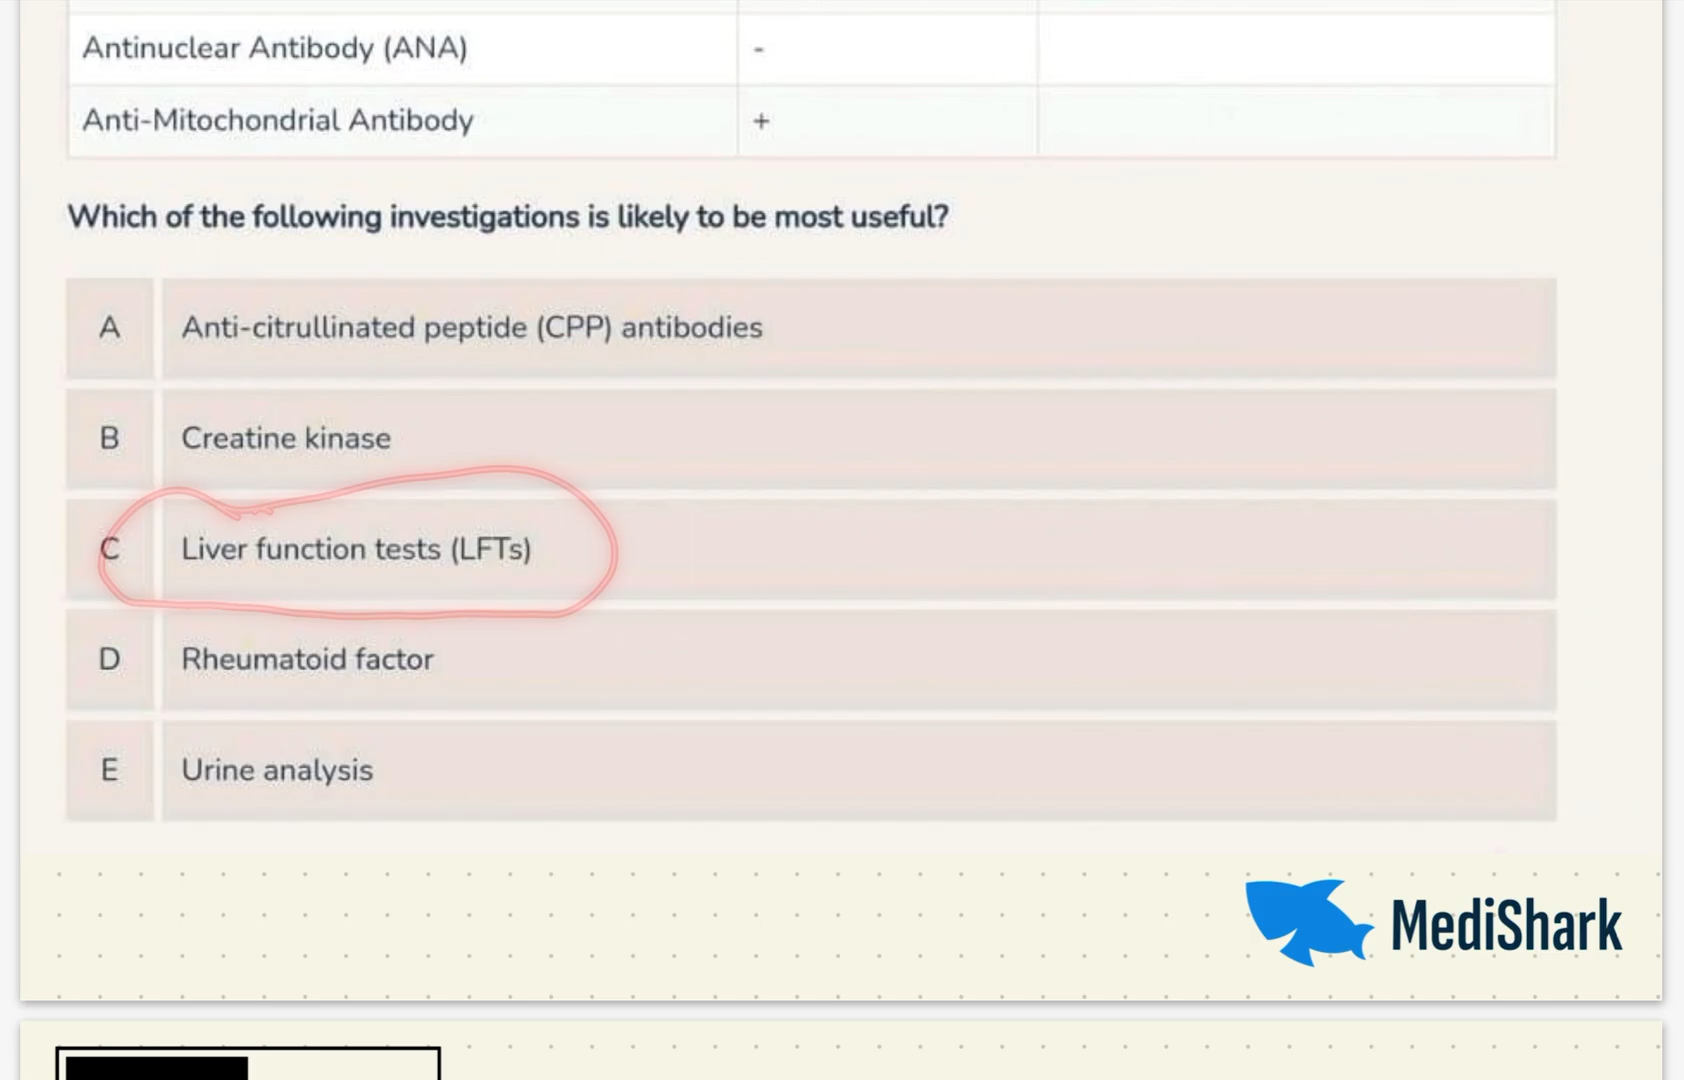 Antinuclear Antibody (ANA) -
Anti-Mitochondrial Antibody +
Which of the following investigations is likely to be most useful?
A Anti-citrullinated peptide (CPP) antibodies
B Creatine kinase
C Liver function tests (LFTs)
D Rheumatoid factor
E Urine analysis
MediShark